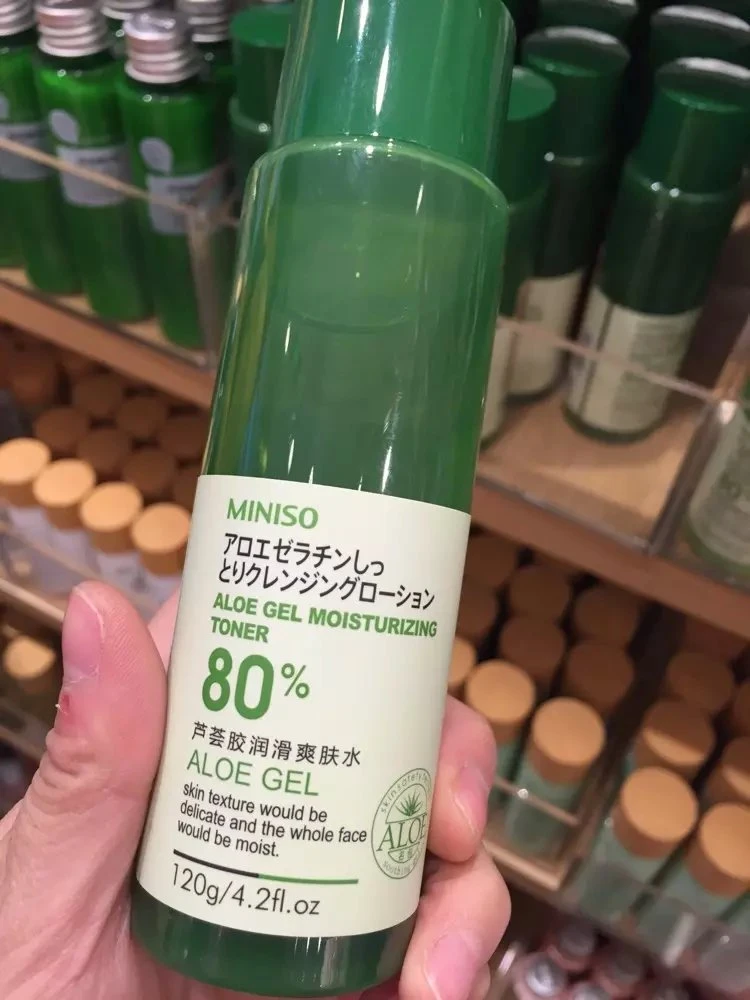 MINISO
アロエゼラチンしっ
とりクレンジングローション
ALOE GEL MOISTURIZING
TONER
80%
芦荟胶润滑爽肤水
ALOE GEL
skin texture would be
delicate and the whole face
would be moist.
120g/4.2fl.oz
ALOE